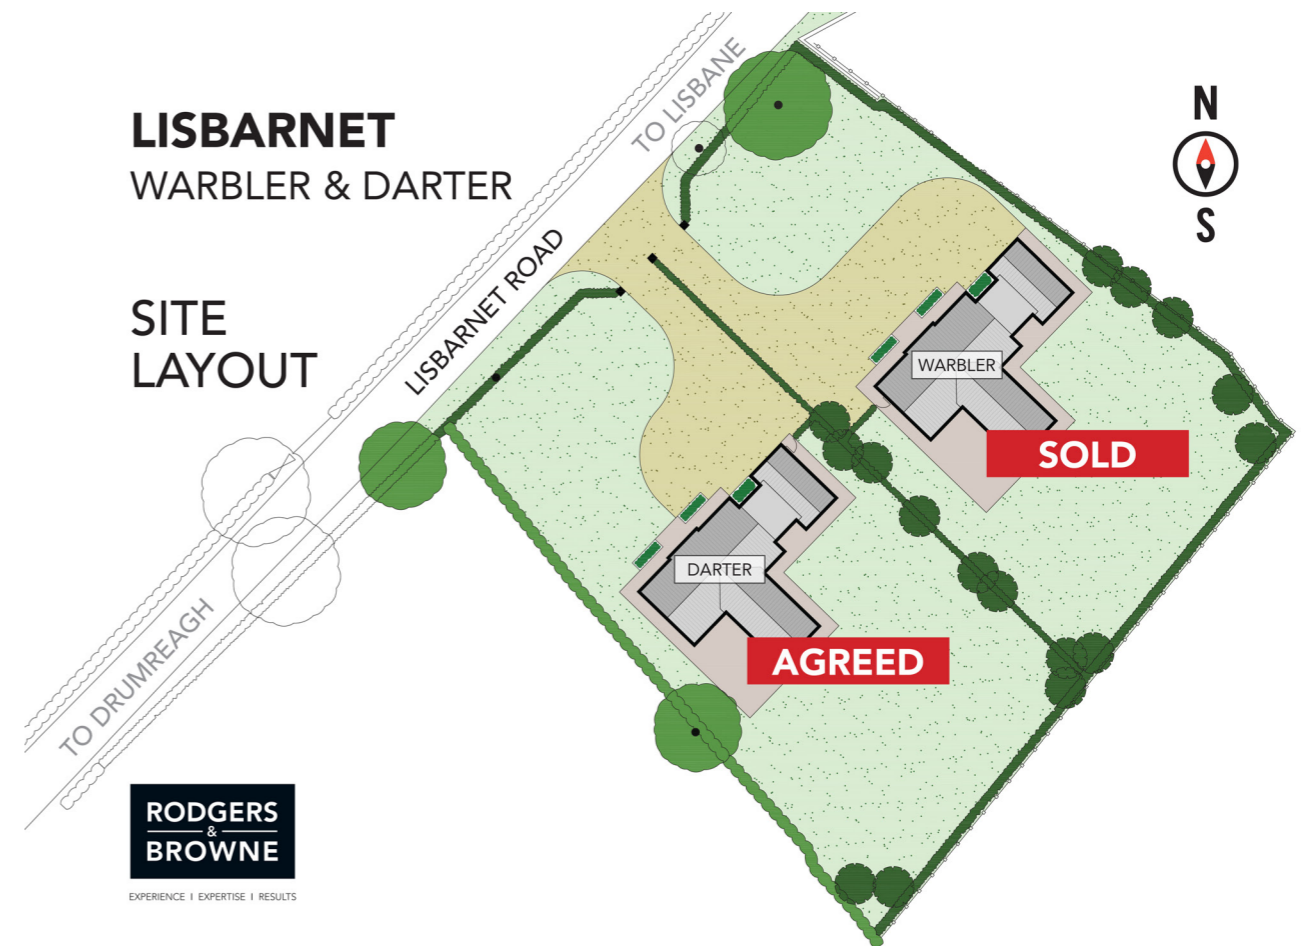 LISBARNET
WARBLER & DARTER
SITE
LAYOUT
TO LISBANE
LISBARNET ROAD
TO DRUMREAGH
N
S
WARBLER
SOLD
DARTER
AGREED
RODGERS
&
BROWNE
EXPERIENCE I EXPERTISE I RESULTS